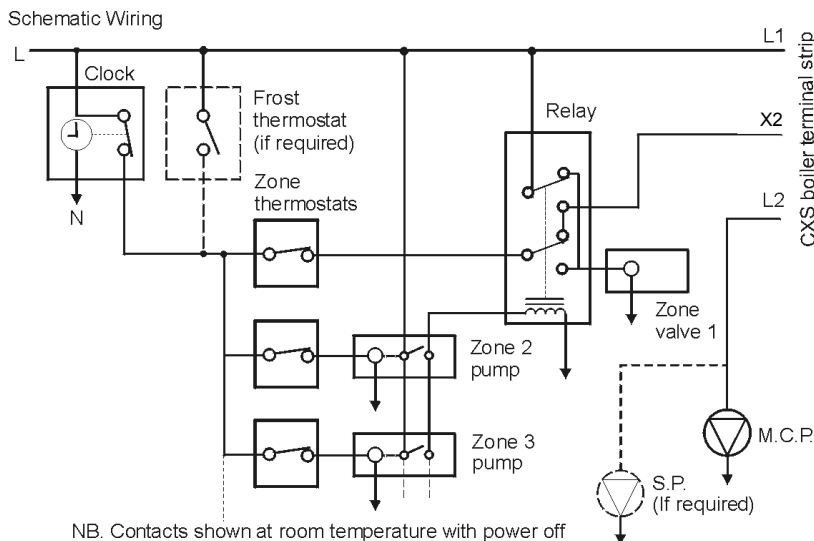 Schematic Wiring
L
L1
Clock
N
Frost
thermostat
(if required)
Zone
thermostats
Relay
X2
L2
CXS boiler terminal strip
Zone
valve 1
Zone 2
pump
Zone 3
pump
M.C.P.
S.P.
(If required)
NB. Contacts shown at room temperature with power off